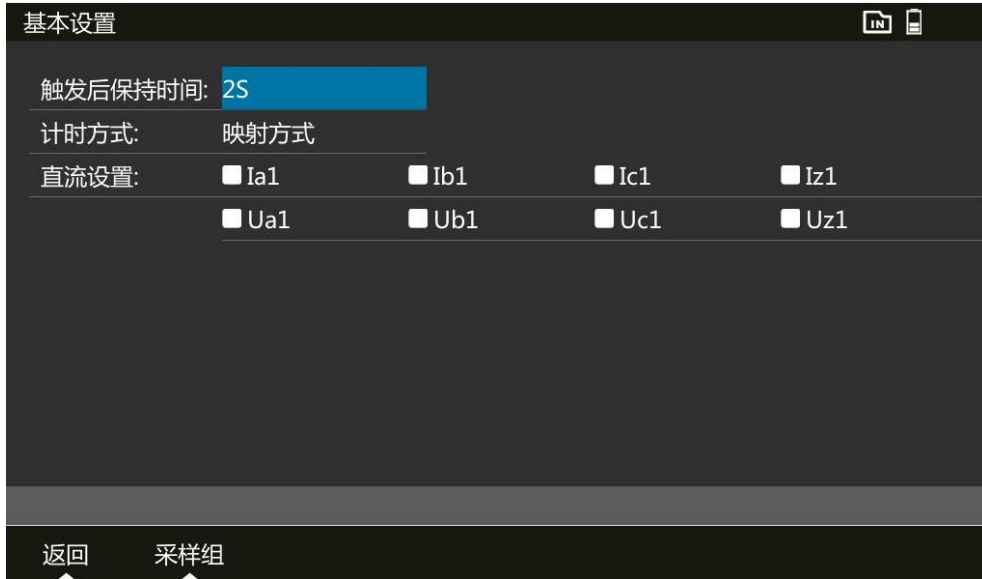 基本设置 IN
触发后保持时间: 2S
计时方式: 映射方式
直流设置: Ia1 Ib1 Ic1 Iz1
Ua1 Ub1 Uc1 Uz1
返回 采样组